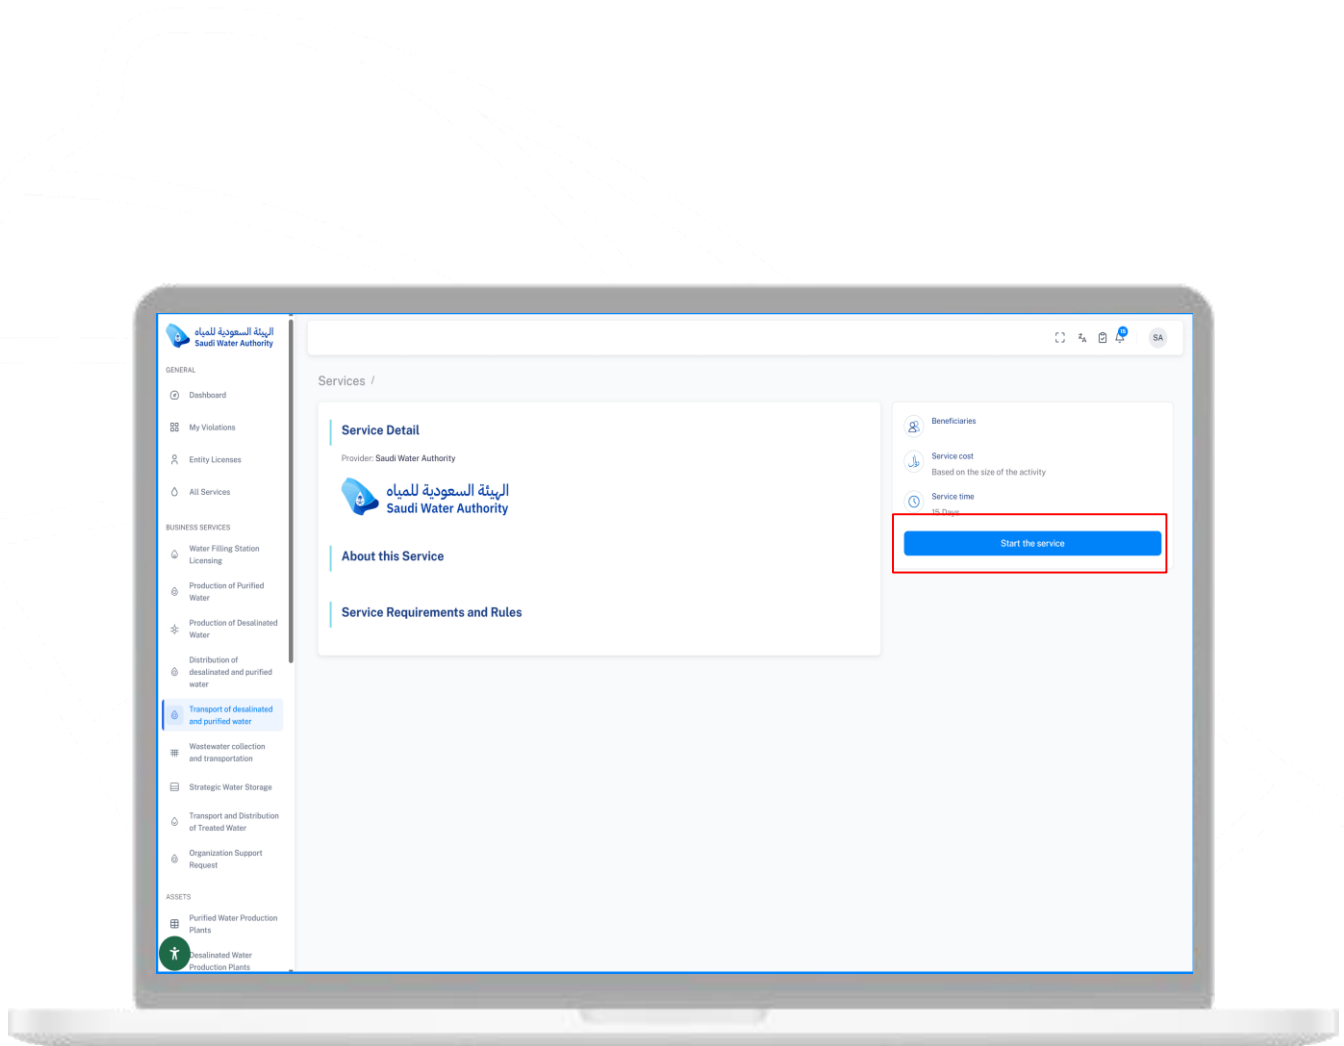 الهيئة السعودية للمياه
Saudi Water Authority
GENERAL
Dashboard
My Violations
Entity Licenses
All Services
BUSINESS SERVICES
Water Filling Station
Licensing
Production of Purified
Water
Production of Desalinated
Water
Distribution of
desalinated and purified
water
Transport of desalinated
and purified water
Wastewater collection
and transportation
Strategic Water Storage
Transport and Distribution
of Treated Water
Organization Support
Request
ASSETS
Purified Water Production
Plants
Desalinated Water
Production Plants
SA
Services /
Service Detail
Provider: Saudi Water Authority
الهيئة السعودية للمياه
Saudi Water Authority
About this Service
Service Requirements and Rules
Beneficiaries
Service cost
Based on the size of the activity
Service time
15 Days
Start the service